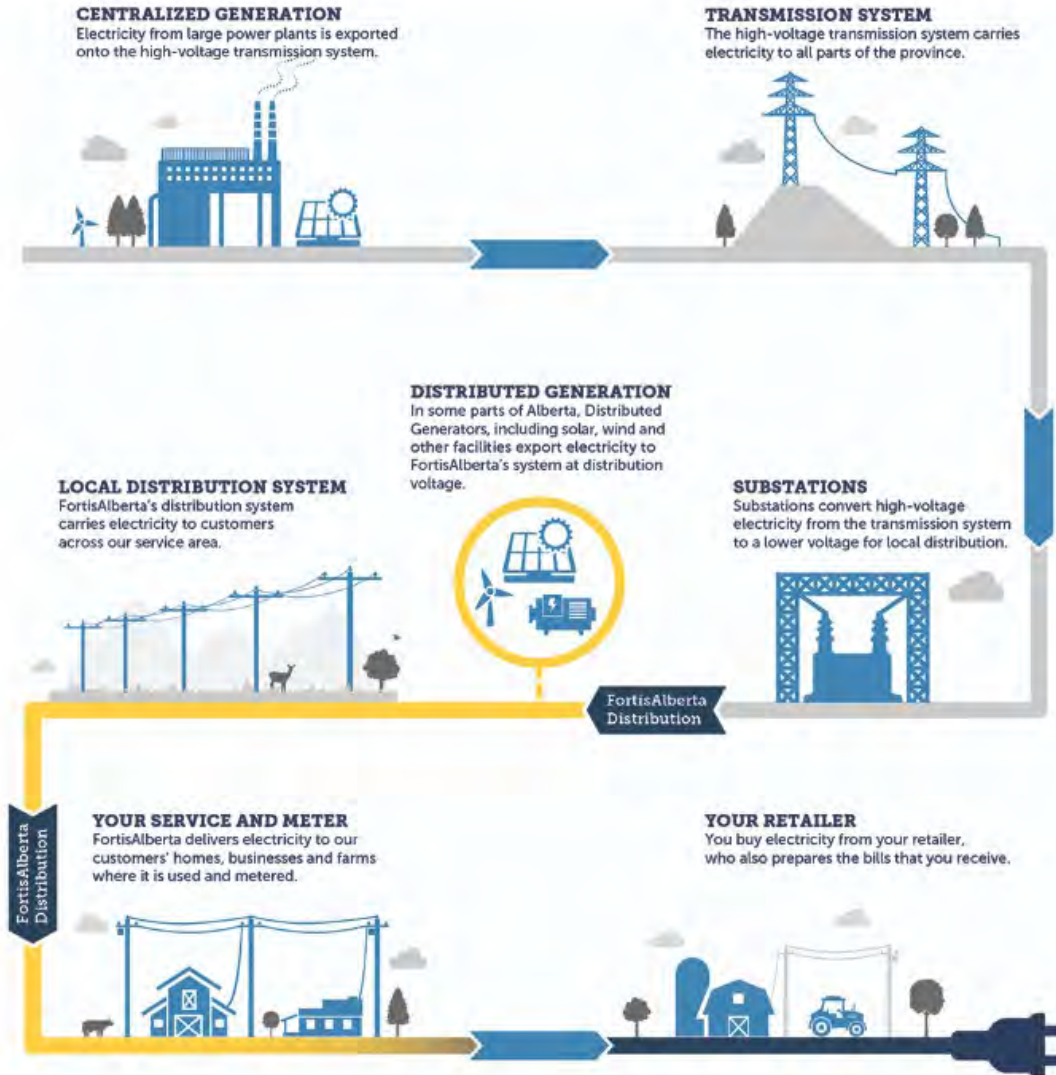 CENTRALIZED GENERATION
Electricity from large power plants is exported
onto the high-voltage transmission system.
TRANSMISSION SYSTEM
The high-voltage transmission system carries
electricity to all parts of the province.
DISTRIBUTED GENERATION
In some parts of Alberta, Distributed
Generators, including solar, wind and
other facilities export electricity to
FortisAlberta's system at distribution
voltage.
LOCAL DISTRIBUTION SYSTEM
FortisAlberta's distribution system
carries electricity to customers
across our service area.
SUBSTATIONS
Substations convert high-voltage
electricity from the transmission system
to a lower voltage for local distribution.
FortisAlberta
Distribution
FortisAlberta
Distribution
YOUR SERVICE AND METER
FortisAlberta delivers electricity to our
customers' homes, businesses and farms
where it is used and metered.
YOUR RETAILER
You buy electricity from your retailer,
who also prepares the bills that you receive.